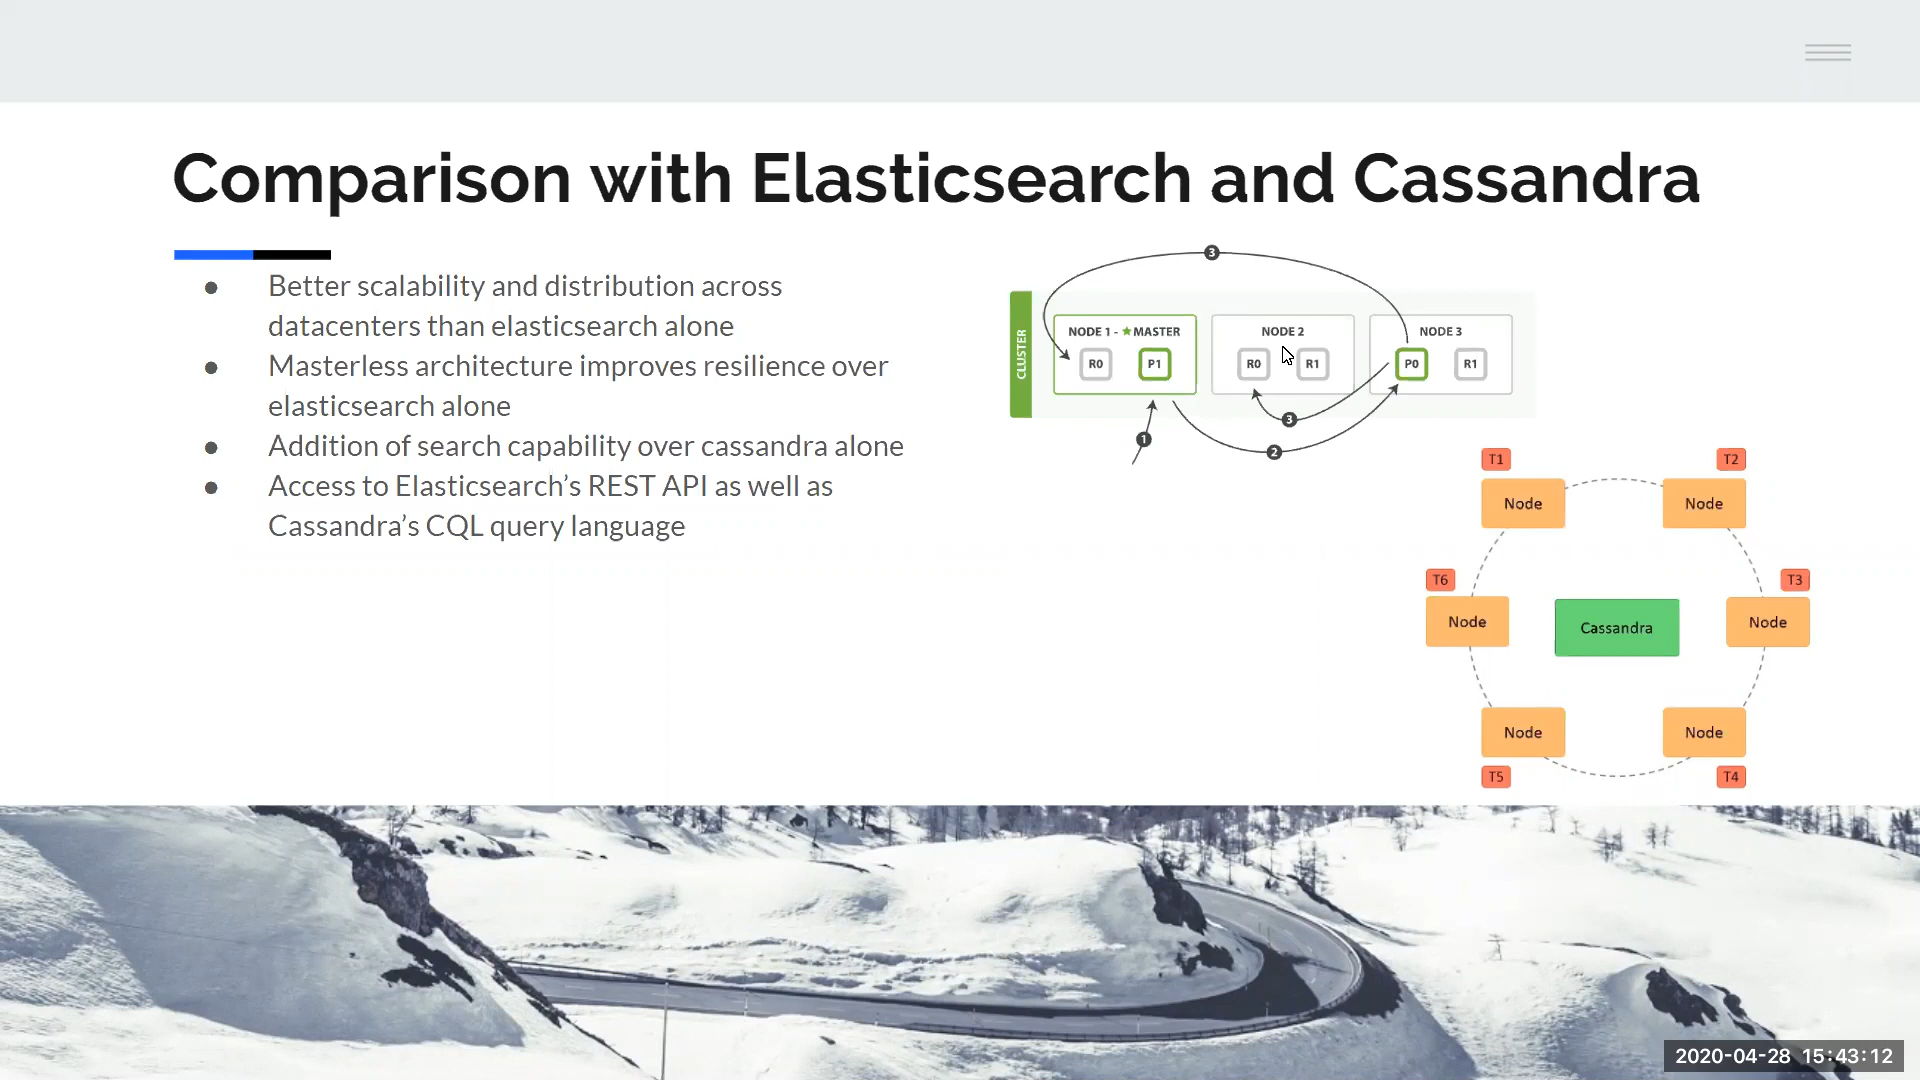 Comparison with Elasticsearch and Cassandra
● Better scalability and distribution across
datacenters than elasticsearch alone
● Masterless architecture improves resilience over
elasticsearch alone
● Addition of search capability over cassandra alone
● Access to Elasticsearch’s REST API as well as
Cassandra’s CQL query language
3
CLUSTER
NODE 1 - ★ MASTER
R0 P1
NODE 2
R0 R1
NODE 3
P0 R1
1
3
2
T1
Node
T2
Node
T6
Node
T3
Node
Cassandra
Node
T5
Node
T4
2020-04-28 15:43:12